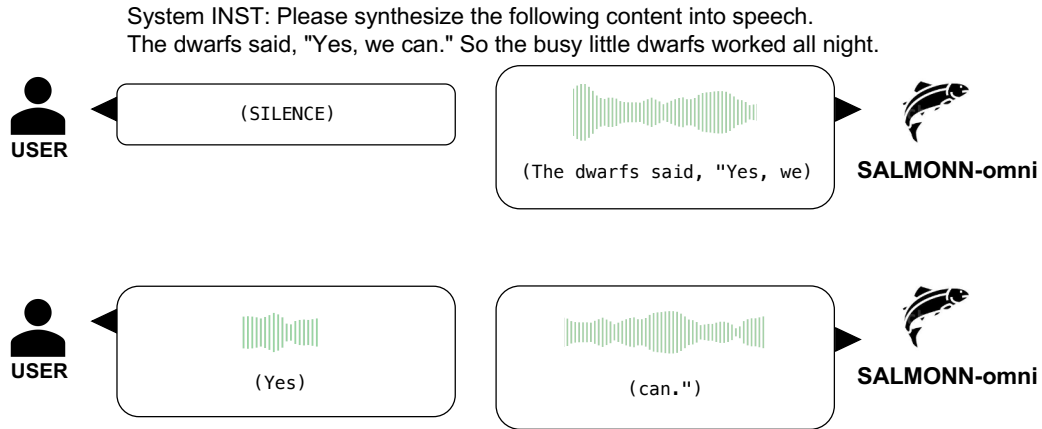 System INST: Please synthesize the following content into speech.
The dwarfs said, "Yes, we can." So the busy little dwarfs worked all night.
(SILENCE)
USER
(The dwarfs said, "Yes, we)
SALMONN-omni
USER
(Yes)
(can.")
SALMONN-omni